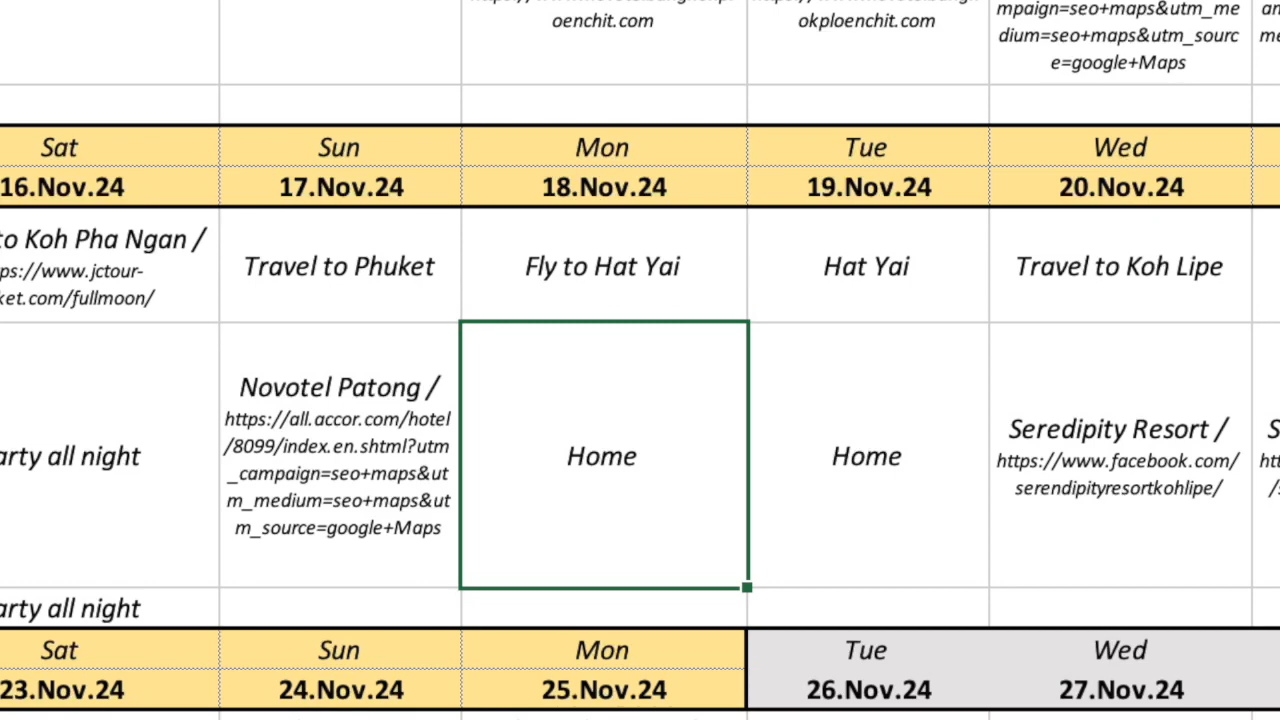 oenchit.com
okploenchit.com
mpaign=seo+maps&utm_me
dium=seo+maps&utm_sourc
e=google+Maps
Sat
Sun
Mon
Tue
Wed
16.Nov.24
17.Nov.24
18.Nov.24
19.Nov.24
20.Nov.24
to Koh Pha Ngan /
ps://www.jctour-
ket.com/fullmoon/
Travel to Phuket
Fly to Hat Yai
Hat Yai
Travel to Koh Lipe
arty all night
Novotel Patong /
https://all.accor.com/hotel
/8099/index.en.shtml?utm
_campaign=seo+maps&ut
m_medium=seo+maps&ut
m_source=google+Maps
Home
Home
Seredipity Resort /
https://www.facebook.com/
serendipityresortkohlipe/
S
htt
/s
arty all night
Sat
Sun
Mon
Tue
Wed
23.Nov.24
24.Nov.24
25.Nov.24
26.Nov.24
27.Nov.24